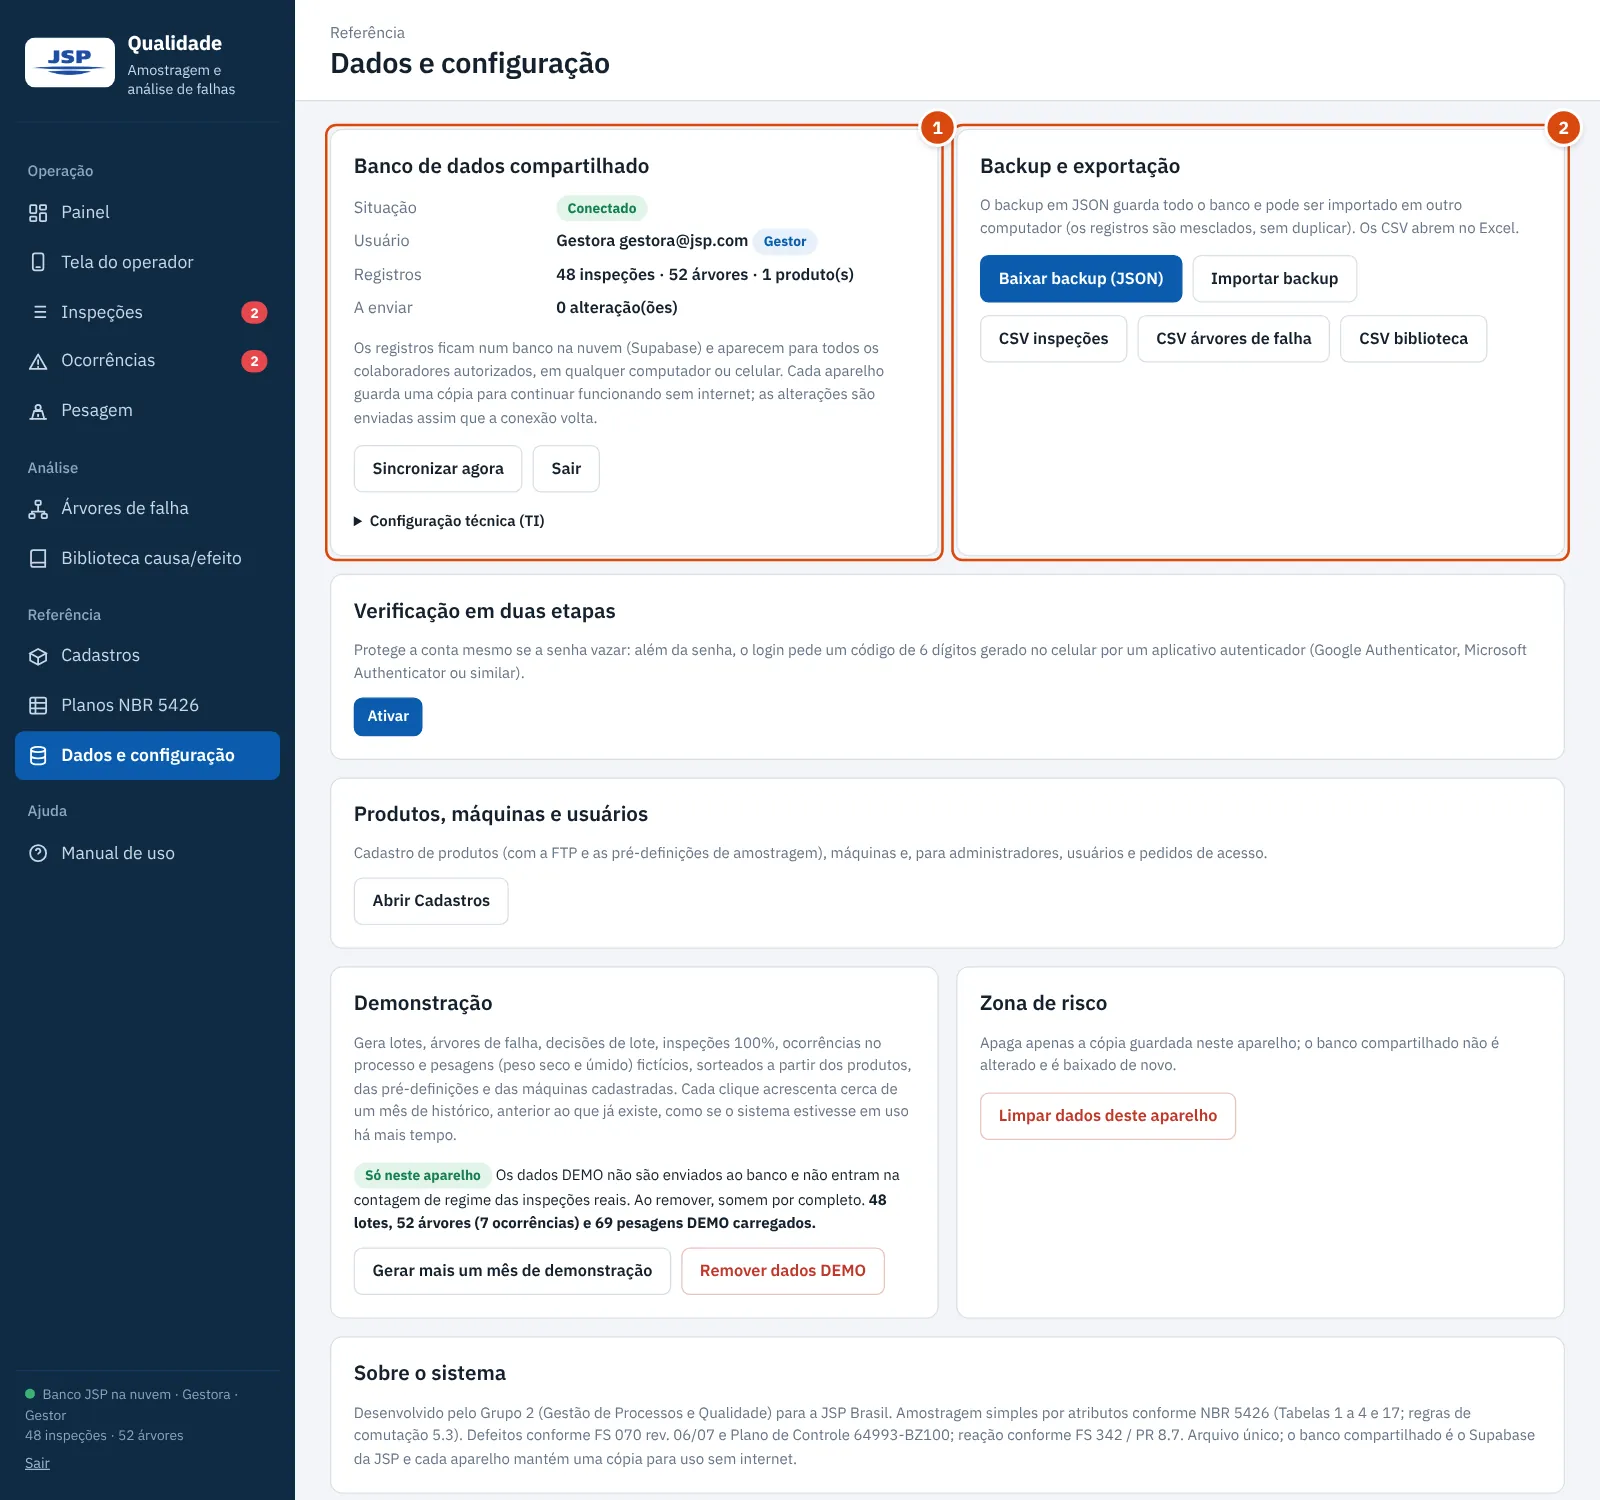 JSP
Qualidade
Amostragem e
análise de falhas
Operação
Painel
Tela do operador
Inspeções 2
Ocorrências 2
Pesagem
Análise
Árvores de falha
Biblioteca causa/efeito
Referência
Cadastros
Planos NBR 5426
Dados e configuração
Ajuda
Manual de uso
Banco JSP na nuvem · Gestora ·
Gestor
48 inspeções · 52 árvores
Sair
Referência
Dados e configuração
1
Banco de dados compartilhado
Situação Conectado
Usuário Gestora gestora@jsp.com Gestor
Registros 48 inspeções · 52 árvores · 1 produto(s)
A enviar 0 alteração(ões)
Os registros ficam num banco na nuvem (Supabase) e aparecem para todos os
colaboradores autorizados, em qualquer computador ou celular. Cada aparelho
guarda uma cópia para continuar funcionando sem internet; as alterações são
enviadas assim que a conexão volta.
Sincronizar agora Sair
Configuração técnica (TI)
2
Backup e exportação
O backup em JSON guarda todo o banco e pode ser importado em outro
computador (os registros são mesclados, sem duplicar). Os CSV abrem no Excel.
Baixar backup (JSON) Importar backup
CSV inspeções CSV árvores de falha CSV biblioteca
Verificação em duas etapas
Protege a conta mesmo se a senha vazar: além da senha, o login pede um código de 6 dígitos gerado no celular por um aplicativo autenticador (Google Authenticator, Microsoft
Authenticator ou similar).
Ativar
Produtos, máquinas e usuários
Cadastro de produtos (com a FTP e as pré-definições de amostragem), máquinas e, para administradores, usuários e pedidos de acesso.
Abrir Cadastros
Demonstração
Gera lotes, árvores de falha, decisões de lote, inspeções 100%, ocorrências no
processo e pesagens (peso seco e úmido) fictícios, sorteados a partir dos produtos,
das pré-definições e das máquinas cadastradas. Cada clique acrescenta cerca de
um mês de histórico, anterior ao que já existe, como se o sistema estivesse em uso
há mais tempo.
Só neste aparelho Os dados DEMO não são enviados ao banco e não entram na
contagem de regime das inspeções reais. Ao remover, somem por completo. 48
lotes, 52 árvores (7 ocorrências) e 69 pesagens DEMO carregados.
Gerar mais um mês de demonstração Remover dados DEMO
Zona de risco
Apaga apenas a cópia guardada neste aparelho; o banco compartilhado não é
alterado e é baixado de novo.
Limpar dados deste aparelho
Sobre o sistema
Desenvolvido pelo Grupo 2 (Gestão de Processos e Qualidade) para a JSP Brasil. Amostragem simples por atributos conforme NBR 5426 (Tabelas 1 a 4 e 17; regras de
comutação 5.3). Defeitos conforme FS 070 rev. 06/07 e Plano de Controle 64993-BZ100; reação conforme FS 342 / PR 8.7. Arquivo único; o banco compartilhado é o Supabase
da JSP e cada aparelho mantém uma cópia para uso sem internet.